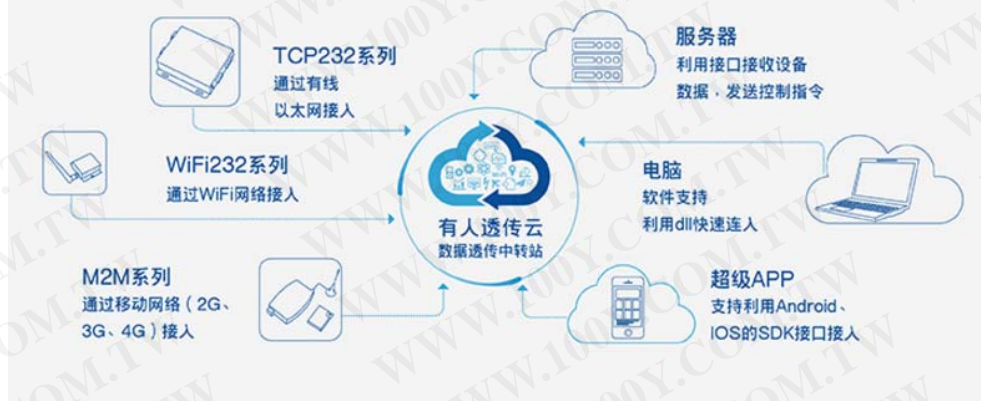 TCP232系列
通过有线
以太网接入
WiFi232系列
通过WiFi网络接入
M2M系列
通过移动网络（2G、
3G、4G）接入
有人透传云
数据透传中转站
服务器
利用接口接收设备
数据，发送控制指令
电脑
软件支持
利用dll快速连入
超级APP
支持利用Android、
IOS的SDK接口接入
WWW.100Y.COM.TW